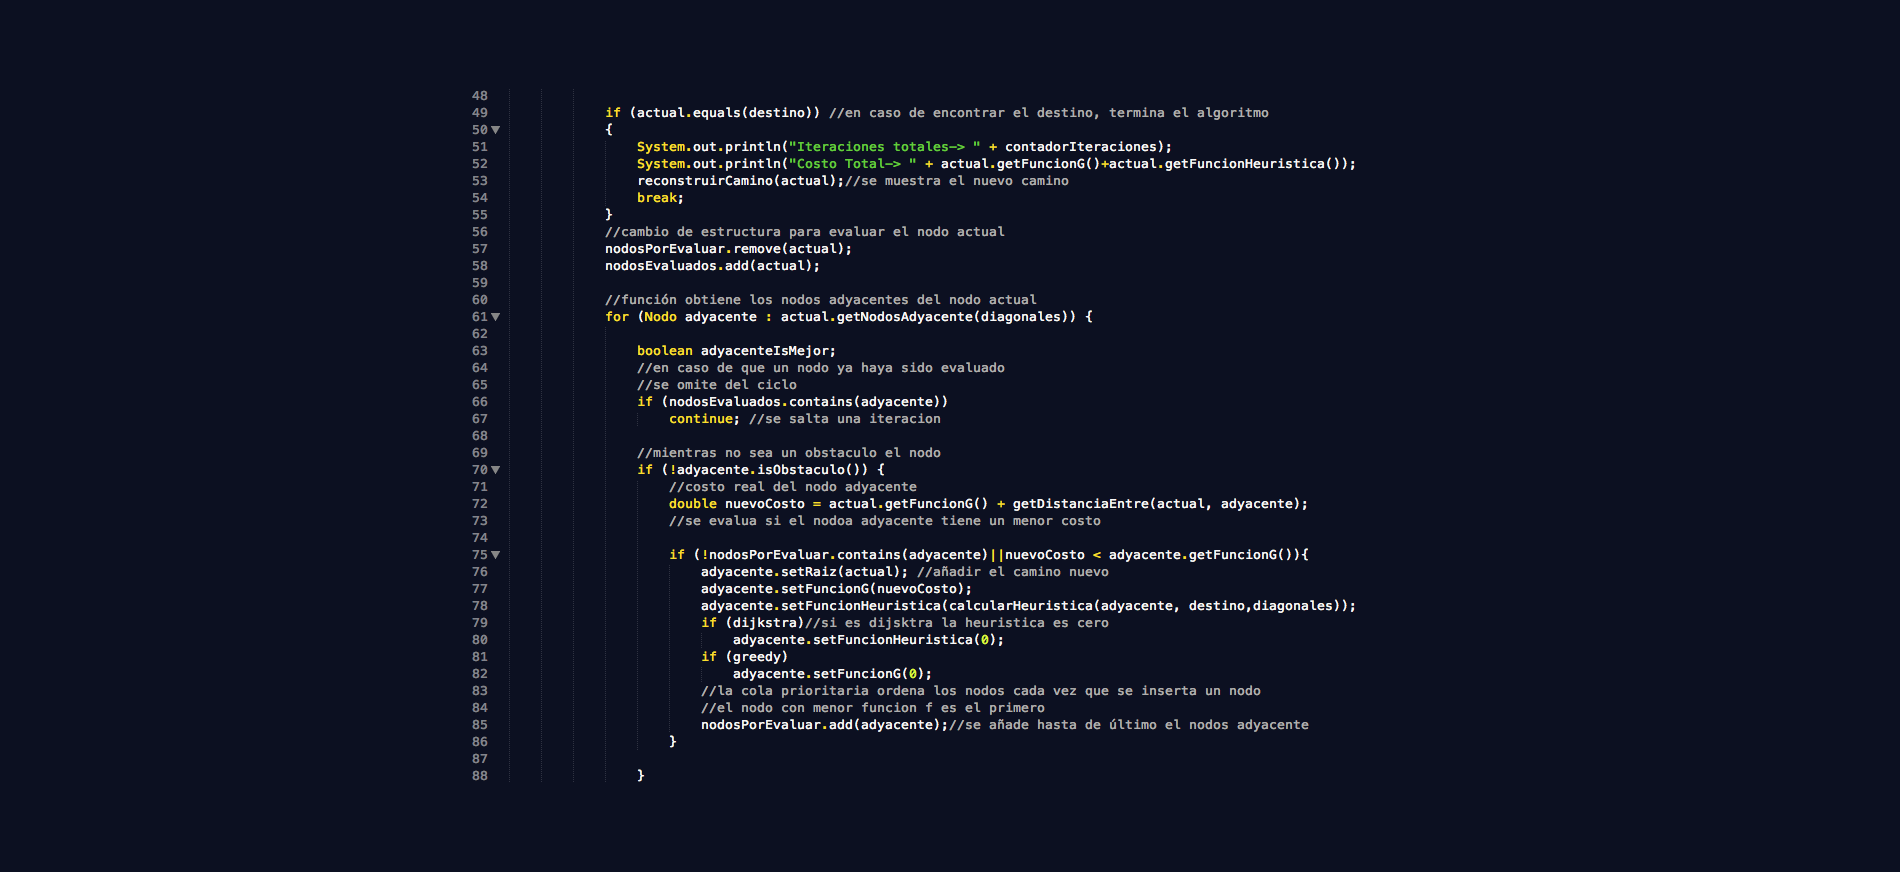 48
49 if (actual.equals(destino)) //en caso de encontrar el destino, termina el algoritmo
50 {
51 System.out.println("Iteraciones totales—> " + contadorIteraciones);
52 System.out.println("Costo Total—> " + actual.getFuncionG()+actual.getFuncionHeuristica());
53 reconstruirCamino(actual);//se muestra el nuevo camino
54 break;
55 }
56 //cambio de estructura para evaluar el nodo actual
57 nodosPorEvaluar.remove(actual);
58 nodosEvaluados.add(actual);
59
60 //función obtiene los nodos adyacentes del nodo actual
61 for (Nodo adyacente : actual.getNodosAdyacente(diagonales)) {
62
63 boolean adyacenteIsMejor;
64 //en caso de que un nodo ya haya sido evaluado
65 //se omite del ciclo
66 if (nodosEvaluados.contains(adyacente))
67 continue; //se salta una iteracion
68
69 //mientras no sea un obstaculo el nodo
70 if (!adyacente.isObstaculo()) {
71 //costo real del nodo adyacente
72 double nuevoCosto = actual.getFuncionG() + getDistanciaEntre(actual, adyacente);
73 //se evalua si el nodoa adyacente tiene un menor costo
74
75 if (!nodosPorEvaluar.contains(adyacente)||nuevoCosto < adyacente.getFuncionG()){
76 adyacente.setRaiz(actual); //añadir el camino nuevo
77 adyacente.setFuncionG(nuevoCosto);
78 adyacente.setFuncionHeuristica(calcularHeuristica(adyacente, destino,diagonales));
79 if (dijkstra)//si es dijsktra la heuristica es cero
80 adyacente.setFuncionHeuristica(0);
81 if (greedy)
82 adyacente.setFuncionG(0);
83 //la cola prioritaria ordena los nodos cada vez que se inserta un nodo
84 //el nodo con menor funcion f es el primero
85 nodosPorEvaluar.add(adyacente);//se añade hasta de último el nodos adyacente
86 }
87
88 }